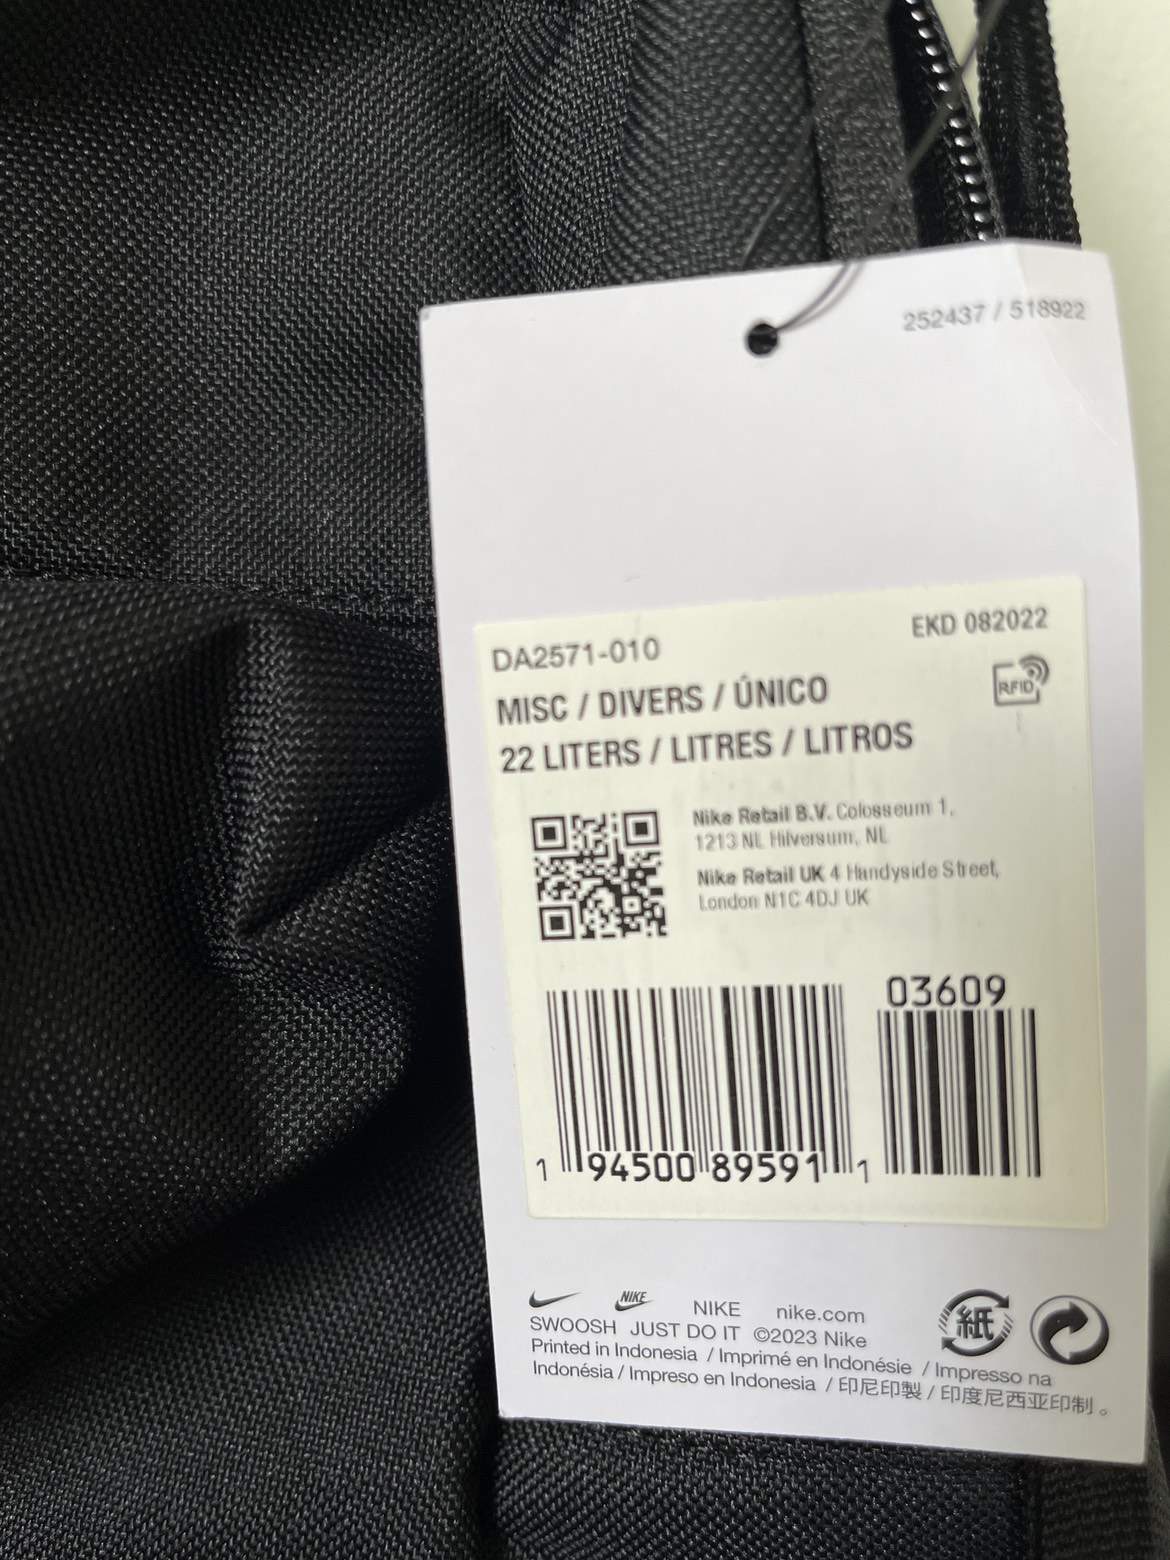 252437 / 518922
DA2571-010
EKD 082022
MISC / DIVERS / ÚNICO
RFID
22 LITERS / LITRES / LITROS
Nike Retail B.V. Colosseum 1,
1213 NL Hilversum, NL
Nike Retail UK 4 Handyside Street,
London N1C 4DJ UK
03609
1 94500 89591 1
NIKE NIKE nike.com
SWOOSH JUST DO IT ©2023 Nike
Printed in Indonesia / Imprimé en Indonésie / Impresso na
Indonésia / Impreso en Indonesia / 印尼印製 / 印度尼西亚印制。
紙